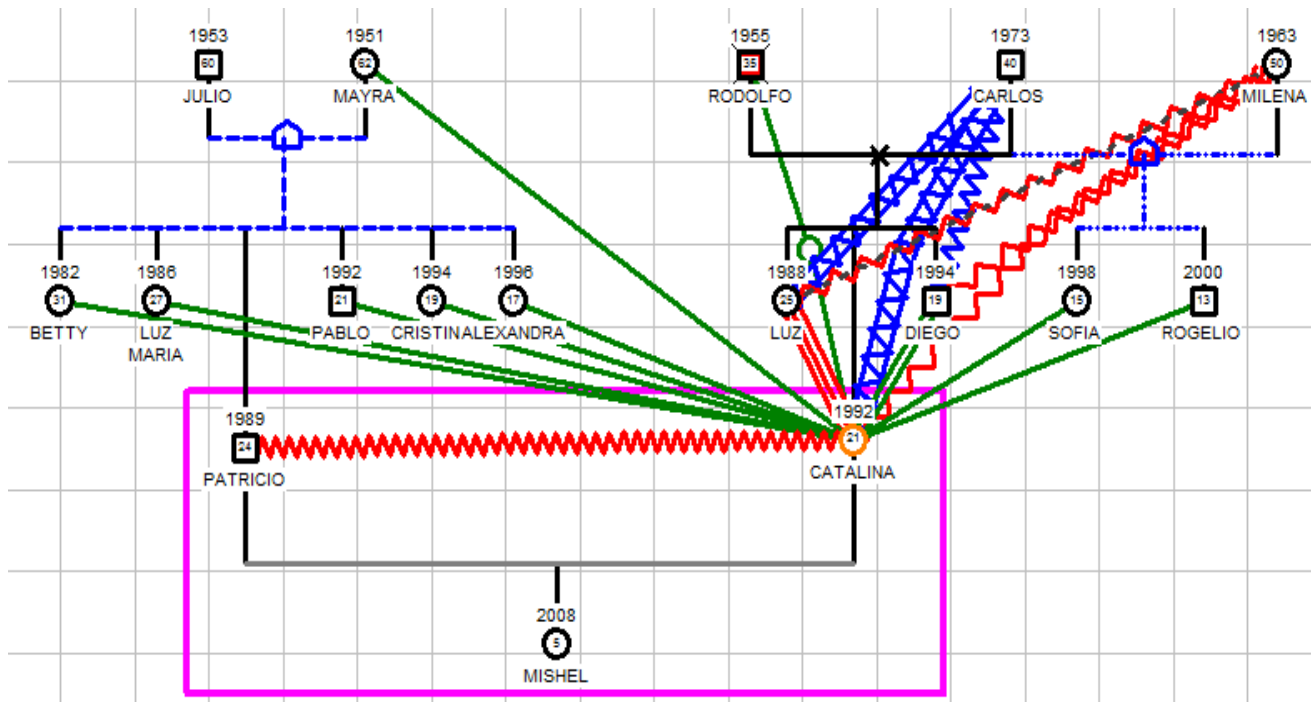 1953 1951 1955 1973 1963
60 62 35 40 50
JULIO MAYRA RODOLFO CARLOS MILENA
1982 1986 1992 1994 1996 1988 1994 1998 2000
31 27 21 19 17 25 19 15 13
BETTY LUZ PABLO CRISTINALEXANDRA LUZ DIEGO SOFIA ROGELIO
MARIA
1989 1992
24 21
PATRICIO CATALINA
2008
5
MISHEL